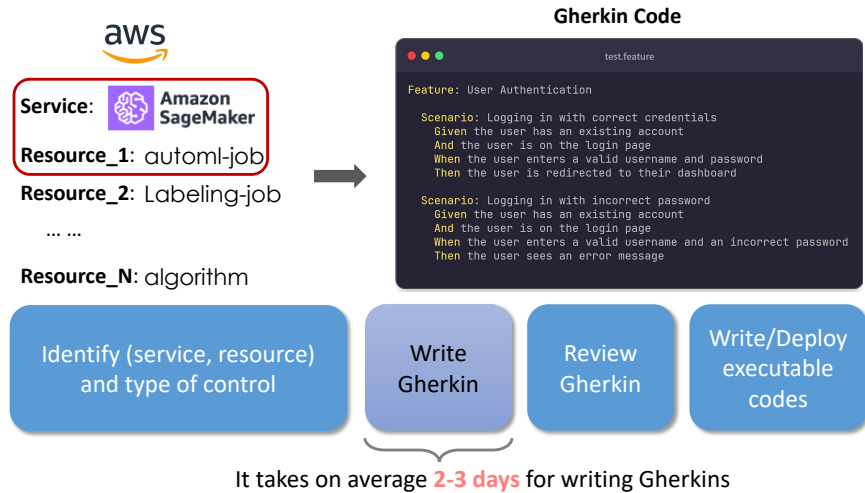 Gherkin Code
aws
Service: Amazon SageMaker
Resource_1: automl-job
Resource_2: Labeling-job
... ...
Resource_N: algorithm
test.feature
Feature: User Authentication
Scenario: Logging in with correct credentials
Given the user has an existing account
And the user is on the login page
When the user enters a valid username and password
Then the user is redirected to their dashboard
Scenario: Logging in with incorrect password
Given the user has an existing account
And the user is on the login page
When the user enters a valid username and an incorrect password
Then the user sees an error message
Identify (service, resource)
and type of control
Write
Gherkin
Review
Gherkin
Write/Deploy
executable
codes
It takes on average 2-3 days for writing Gherkins